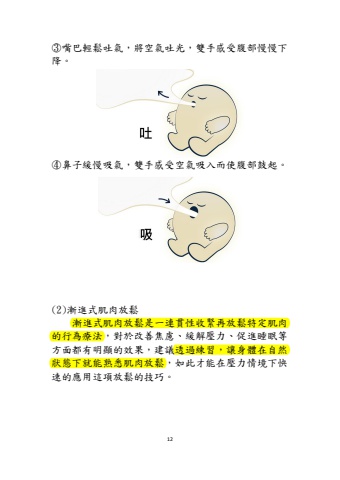 ③嘴巴輕鬆吐氣，將空氣吐光，雙手感受腹部慢慢下
降。
吐
④鼻子緩慢吸氣，雙手感受空氣吸入而使腹部鼓起。
吸
(2)漸進式肌肉放鬆
漸進式肌肉放鬆是一連貫性收緊再放鬆特定肌肉
的行為療法，對於改善焦慮、緩解壓力、促進睡眠等
方面都有明顯的效果，建議透過練習，讓身體在自然
狀態下就能熟悉肌肉放鬆，如此才能在壓力情境下快
速的應用這項放鬆的技巧。
12